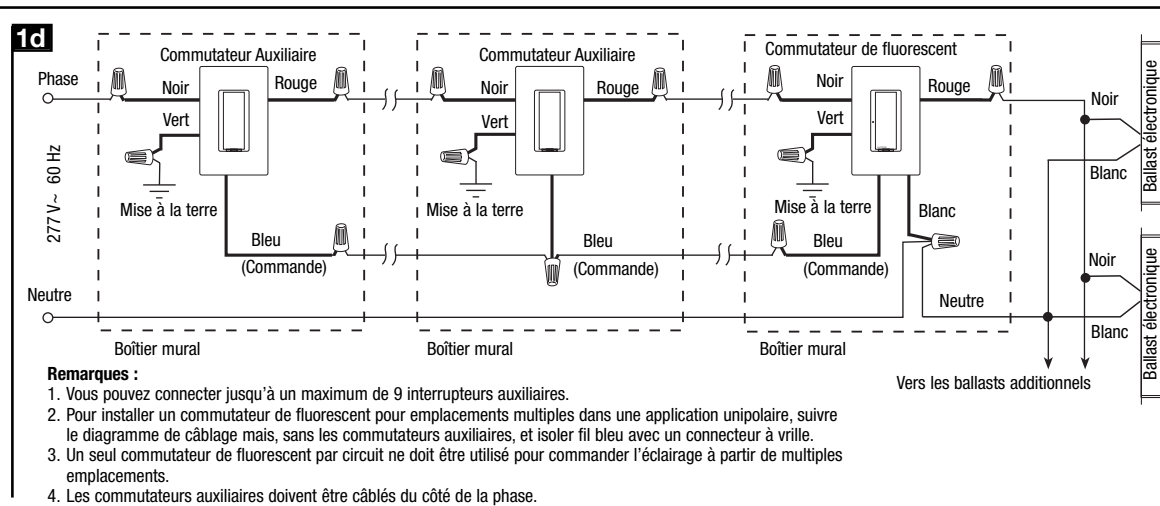 1d
Commutateur Auxiliaire
Commutateur Auxiliaire
Commutateur de fluorescent
Phase
Noir
Rouge
Noir
Rouge
Noir
Rouge
Noir
Vert
Vert
Vert
Ballast électronique
277 V~ 60 Hz
Blanc
Mise à la terre
Mise à la terre
Mise à la terre
Blanc
Bleu
(Commande)
Bleu
(Commande)
Bleu
(Commande)
Noir
Neutre
Neutre
Blanc
Ballast électronique
Boîtier mural
Boîtier mural
Boîtier mural
Vers les ballasts additionnels
Remarques :
1. Vous pouvez connecter jusqu’à un maximum de 9 interrupteurs auxiliaires.
2. Pour installer un commutateur de fluorescent pour emplacements multiples dans une application unipolaire, suivre
le diagramme de câblage mais, sans les commutateurs auxiliaires, et isoler fil bleu avec un connecteur à vrille.
3. Un seul commutateur de fluorescent par circuit ne doit être utilisé pour commander l’éclairage à partir de multiples
emplacements.
4. Les commutateurs auxiliaires doivent être câblés du côté de la phase.